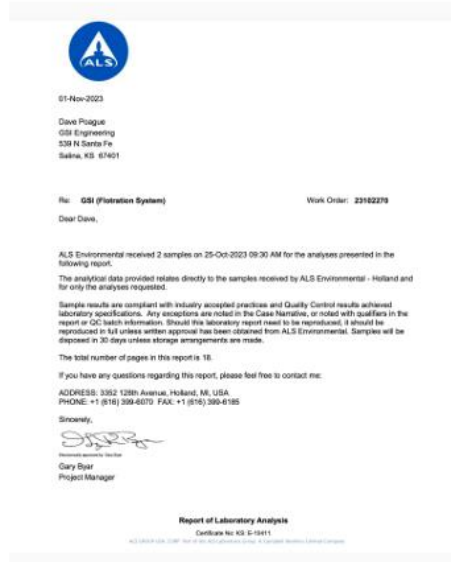 ALS
01-Nov-2023
Dave Poague
GSI Engineering
539 N Santa Fe
Salina, KS 67401
Re: GSI (Flotration System) Work Order: 23102270
Dear Dave,
ALS Environmental received 2 samples on 25-Oct-2023 09:30 AM for the analyses presented in the
following report.
The analytical data provided relates directly to the samples received by ALS Environmental - Holland and
for only the analyses requested.
Sample results are compliant with industry accepted practices and Quality Control results achieved
laboratory specifications. Any exceptions are noted in the Case Narrative, or noted with qualifiers in the
report or QC batch information. Should this laboratory report need to be reproduced, it should be
reproduced in full unless written approval has been obtained from ALS Environmental. Samples will be
disposed in 30 days unless storage arrangements are made.
The total number of pages in this report is 18.
If you have any questions regarding this report, please feel free to contact me:
ADDRESS: 3352 128th Avenue, Holland, MI, USA
PHONE: +1 (616) 399-6070 FAX: +1 (616) 399-6185
Sincerely,
Gary Byar
Project Manager
Report of Laboratory Analysis
Certificate No: KS: E-10411